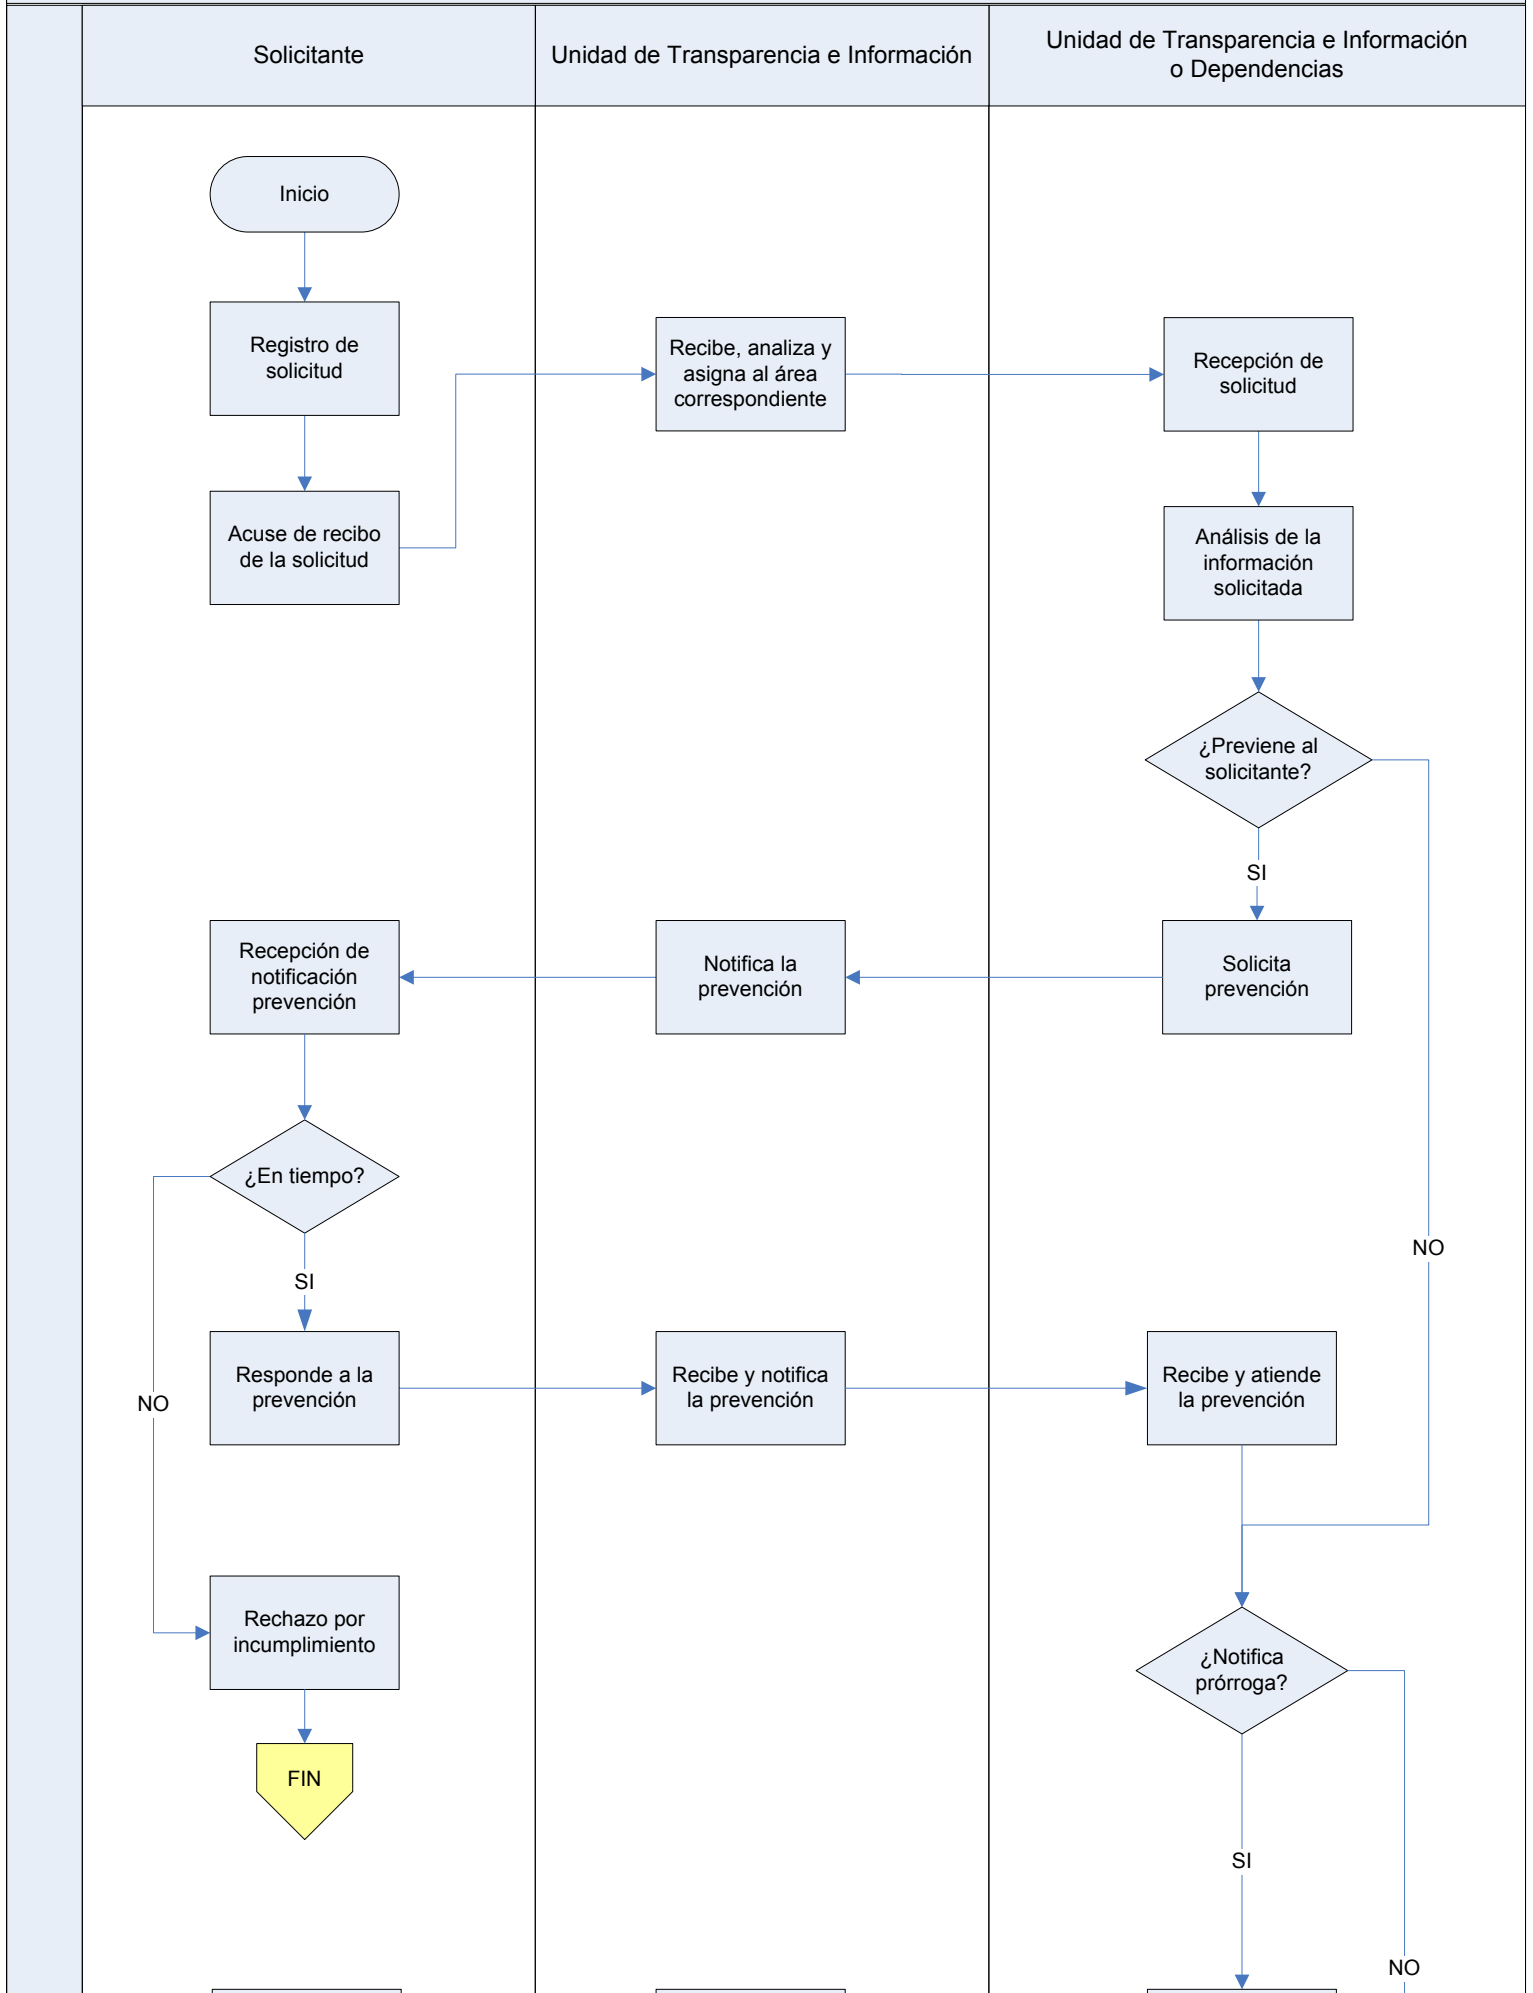 Solicitante
Unidad de Transparencia e Información
Unidad de Transparencia e Información
o Dependencias
Inicio
Registro de
solicitud
Recibe, analiza y
asigna al área
correspondiente
Recepción de
solicitud
Acuse de recibo
de la solicitud
Análisis de la
información
solicitada
¿Previene al
solicitante?
SI
Recepción de
notificación
prevención
Notifica la
prevención
Solicita
prevención
¿En tiempo?
NO
SI
Responde a la
prevención
Recibe y notifica
la prevención
Recibe y atiende
la prevención
NO
Rechazo por
incumplimiento
¿Notifica
prórroga?
FIN
SI
NO